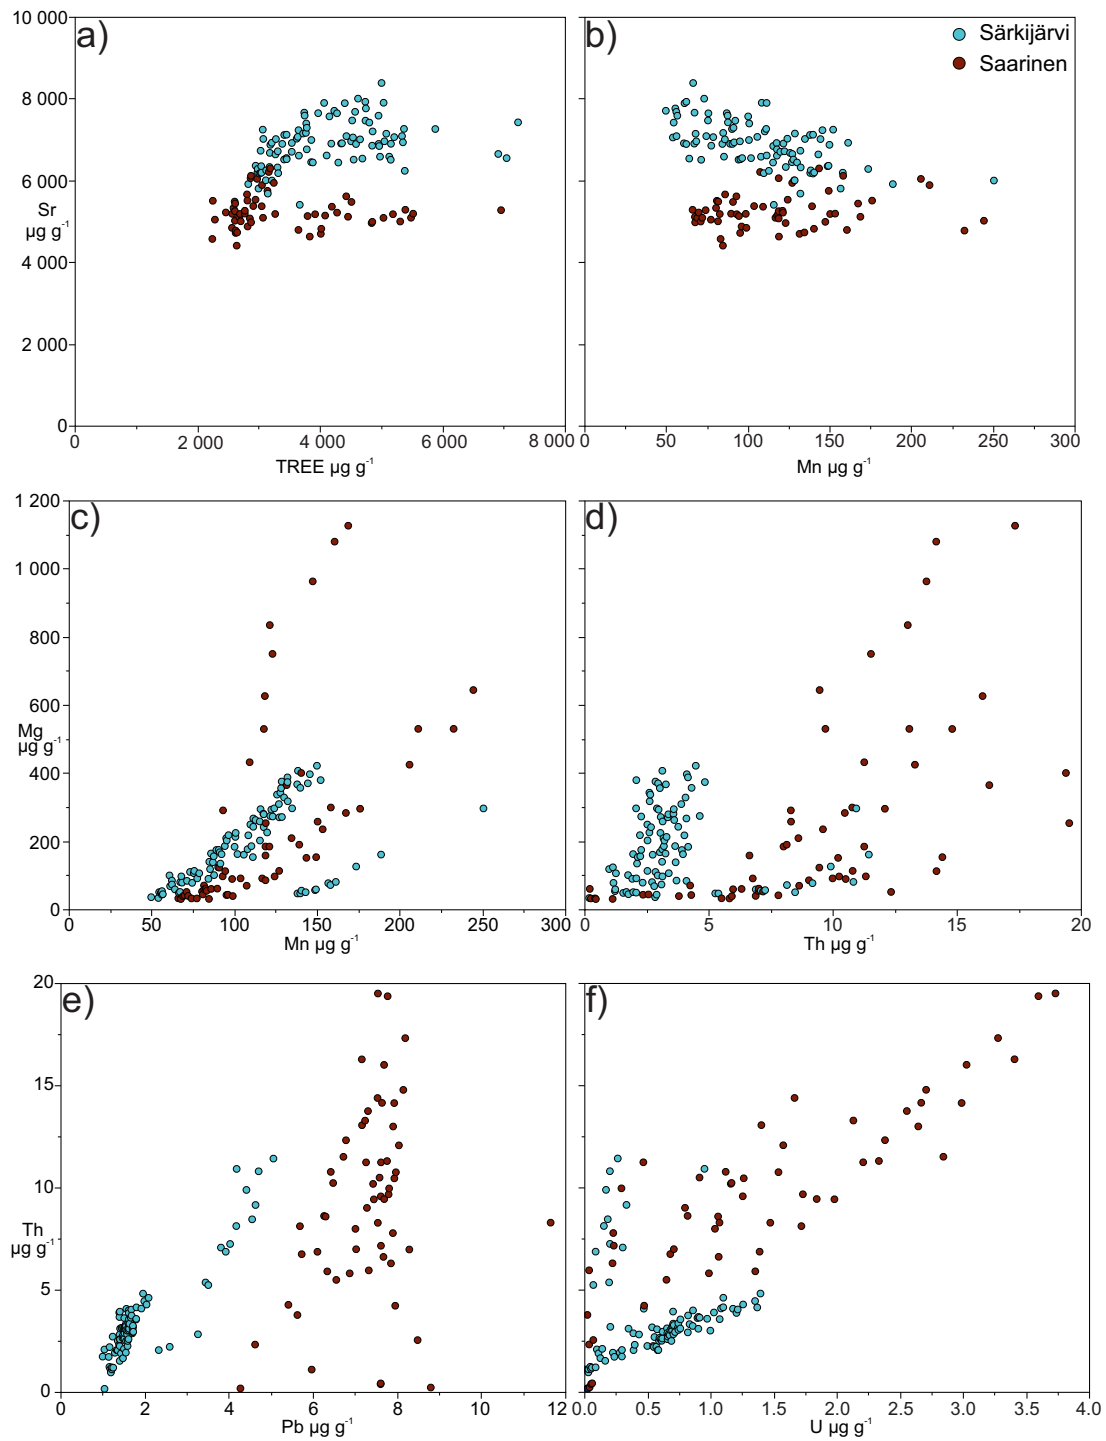 10 000
8 000
6 000
Sr
µg g⁻¹
4 000
2 000
0
a)
0 2 000 4 000 6 000 8 000
TREE µg g⁻¹
b)
Särkijärvi
Saarinen
0 50 100 150 200 250 300
Mn µg g⁻¹
1 200
1 000
800
600
Mg
µg g⁻¹
400
200
0
c)
0 50 100 150 200 250 300
Mn µg g⁻¹
d)
0 5 10 15 20
Th µg g⁻¹
20
15
10
Th
µg g⁻¹
5
0
e)
0 2 4 6 8 10 12
Pb µg g⁻¹
f)
0.0 0.5 1.0 1.5 2.0 2.5 3.0 3.5 4.0
U µg g⁻¹